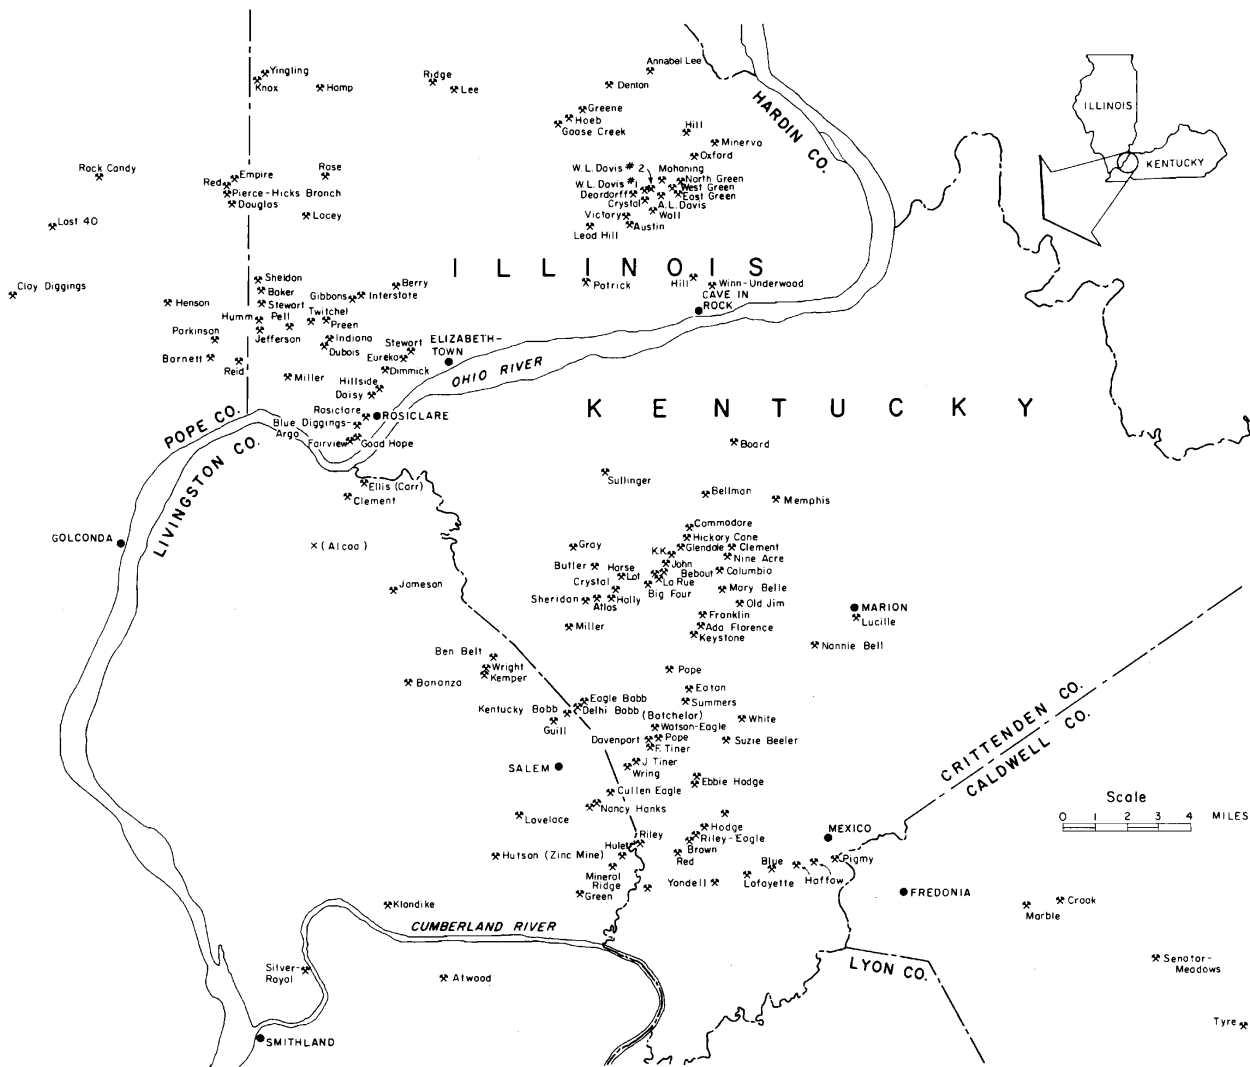 Annabel Lee
Yingling
Knox
Hamp
Ridge
Lee
Denton
HARDIN CO.
ILLINOIS
KENTUCKY
Greene
Hoeb
Goose Creek
Hill
Minerva
Oxford
Rock Candy
Empire
Red
Pierce-Hicks Branch
Douglas
Rose
Lacey
Lost 40
W.L. Davis # 2
Mahoning
W.L. Davis #1
North Green
West Green
Deardorff
East Green
Crystal
A.L. Davis
Victory
Wall
Austin
Lead Hill
ILLINOIS
Clay Diggings
Sheldon
Baker
Stewart
Henson
Gibbons
Interstate
Berry
Patrick
Hill
Winn-Underwood
CAVE IN
ROCK
Humm
Pell
Twitchel
Preen
Jefferson
Parkinson
Indiana
Dubois
Stewart
Eureka
ELIZABETH-
TOWN
Barnett
Reid
Dimmick
OHIO RIVER
Miller
Hillside
Daisy
KENTUCKY
POPE CO.
Rosiclare
ROSICLARE
Blue Diggings-
Argo
Fairview
Good Hope
LIVINGSTON CO.
Board
Ellis (Carr)
Clement
Sullinger
Bellman
Memphis
GOLCONDA
(Alcoa)
Commodore
Hickory Cane
Gray
K.K.
Glendale
Clement
Nine Acre
Butler
Horse
John
Lot
Bebout
Columbia
Jameson
Crystal
La Rue
Big Four
Mary Belle
Sheridan
Atlas
Holly
Old Jim
MARION
Lucille
Franklin
Miller
Ada Florence
Keystone
Nannie Bell
Ben Belt
Wright
Kemper
Bonanza
Pope
Eaton
Eagle Babb
Summers
Kentucky Babb
Delhi Babb
(Batchelor)
White
Guill
Watson-Eagle
Davenport
Pope
Suzie Beeler
F. Tiner
CRITTENDEN CO.
CALDWELL CO.
SALEM
J Tiner
Wring
Ebbie Hodge
Cullen Eagle
Nancy Hanks
Scale
0 1 2 3 4 MILES
Lovelace
Hodge
Riley
Riley-Eagle
MEXICO
Hulett
Brown
Red
Hutson (Zinc Mine)
Blue
Pigmy
Mineral
Ridge
Yandell
Lafayette
Haffaw
Green
FREDONIA
Crook
Marble
Klondike
CUMBERLAND RIVER
LYON CO.
Senator-
Meadows
Silver-
Royal
Atwood
Tyre
SMITHLAND